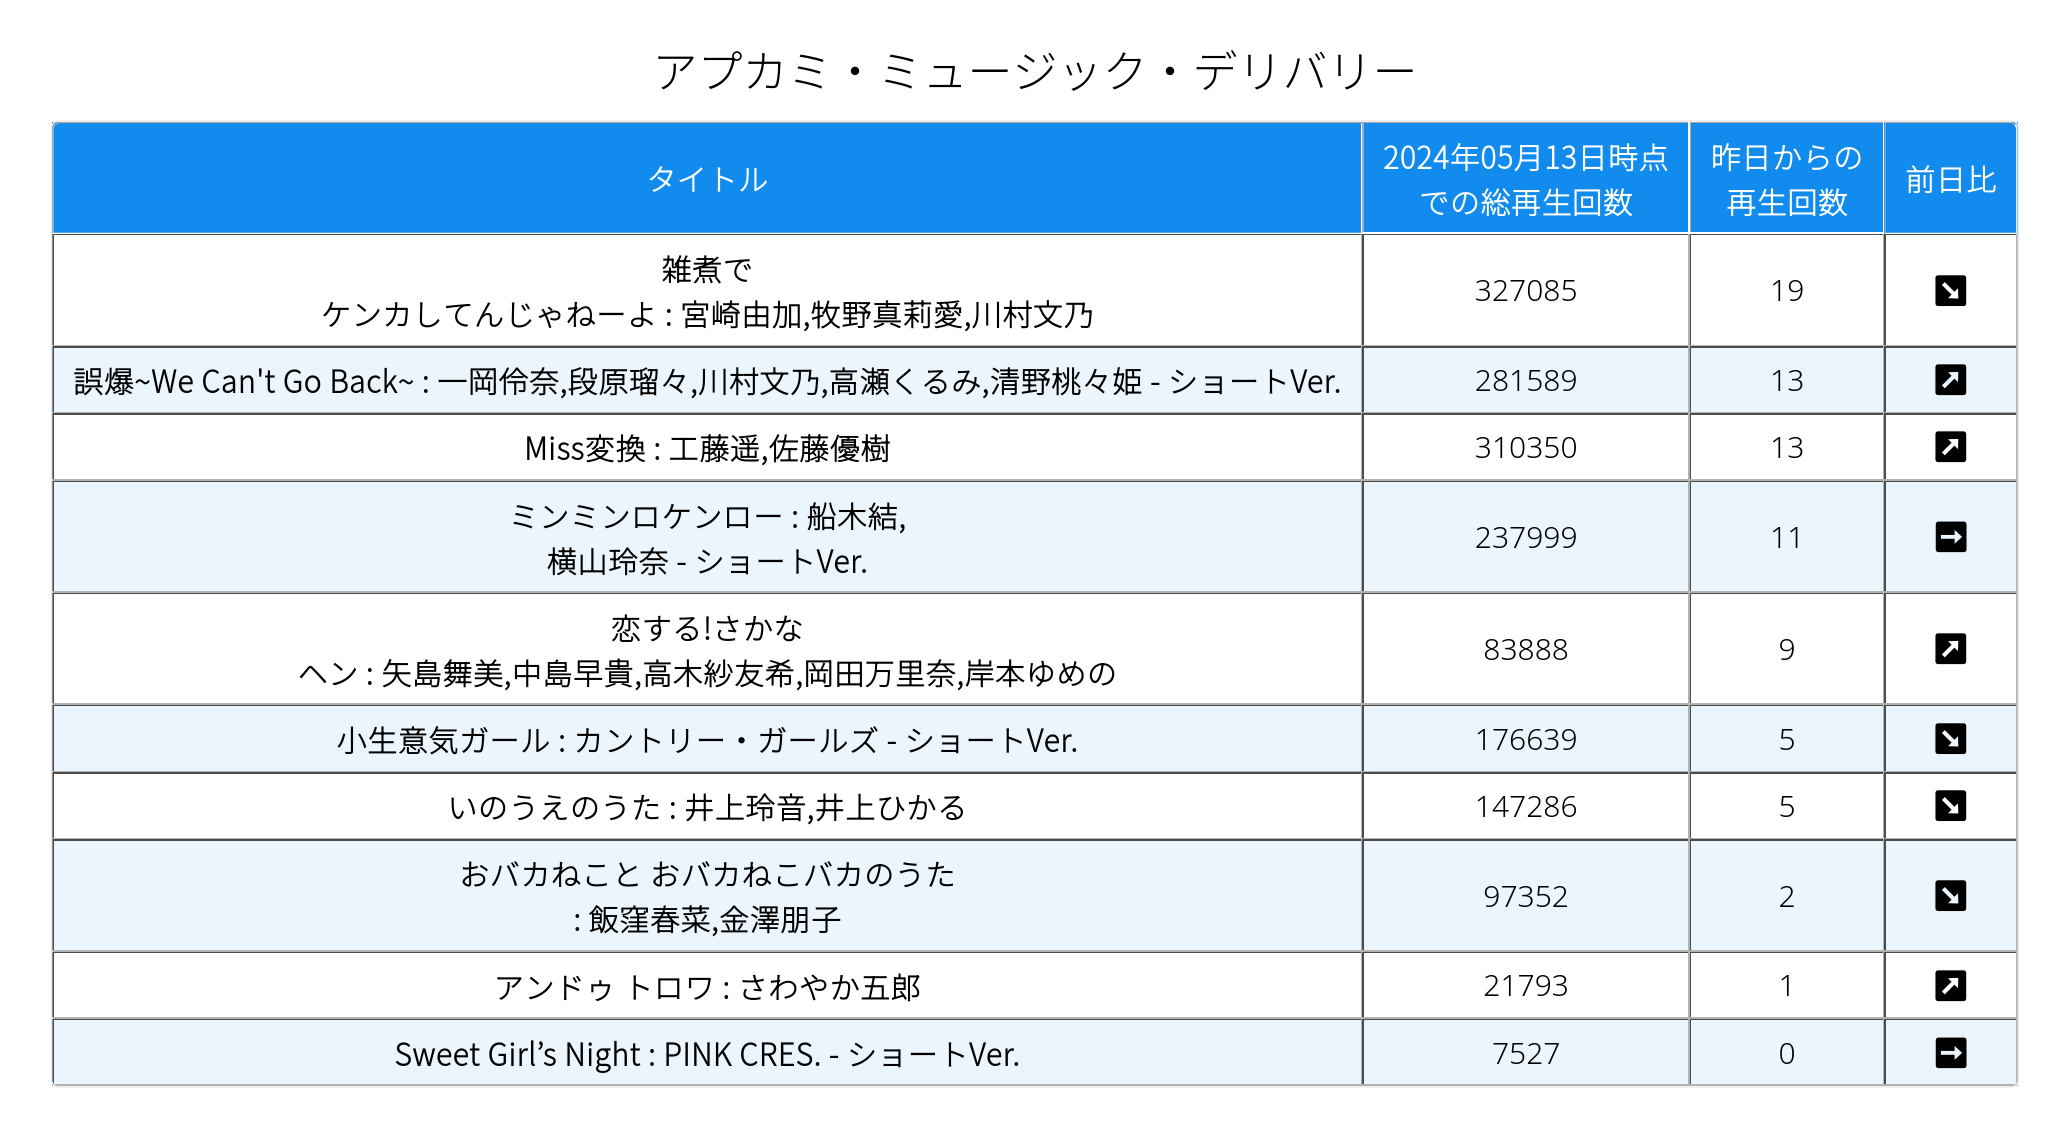 アプカミ・ミュージック・デリバリー
タイトル
2024年05月13日時点
での総再生回数
昨日からの
再生回数
前日比
雑煮で
ケンカしてんじゃねーよ : 宮崎由加,牧野真莉愛,川村文乃
327085
19
誤爆~We Can't Go Back~ : 一岡伶奈,段原瑠々,川村文乃,高瀬くるみ,清野桃々姫 - ショートVer.
281589
13
Miss変換 : 工藤遥,佐藤優樹
310350
13
ミンミンロケンロー : 船木結,
横山玲奈 - ショートVer.
237999
11
恋する!さかな
ヘン : 矢島舞美,中島早貴,高木紗友希,岡田万里奈,岸本ゆめの
83888
9
小生意気ガール : カントリー・ガールズ - ショートVer.
176639
5
いのうえのうた : 井上玲音,井上ひかる
147286
5
おバカねこと おバカねこバカのうた
: 飯窪春菜,金澤朋子
97352
2
アンドゥ トロワ : さわやか五郎
21793
1
Sweet Girl’s Night : PINK CRES. - ショートVer.
7527
0